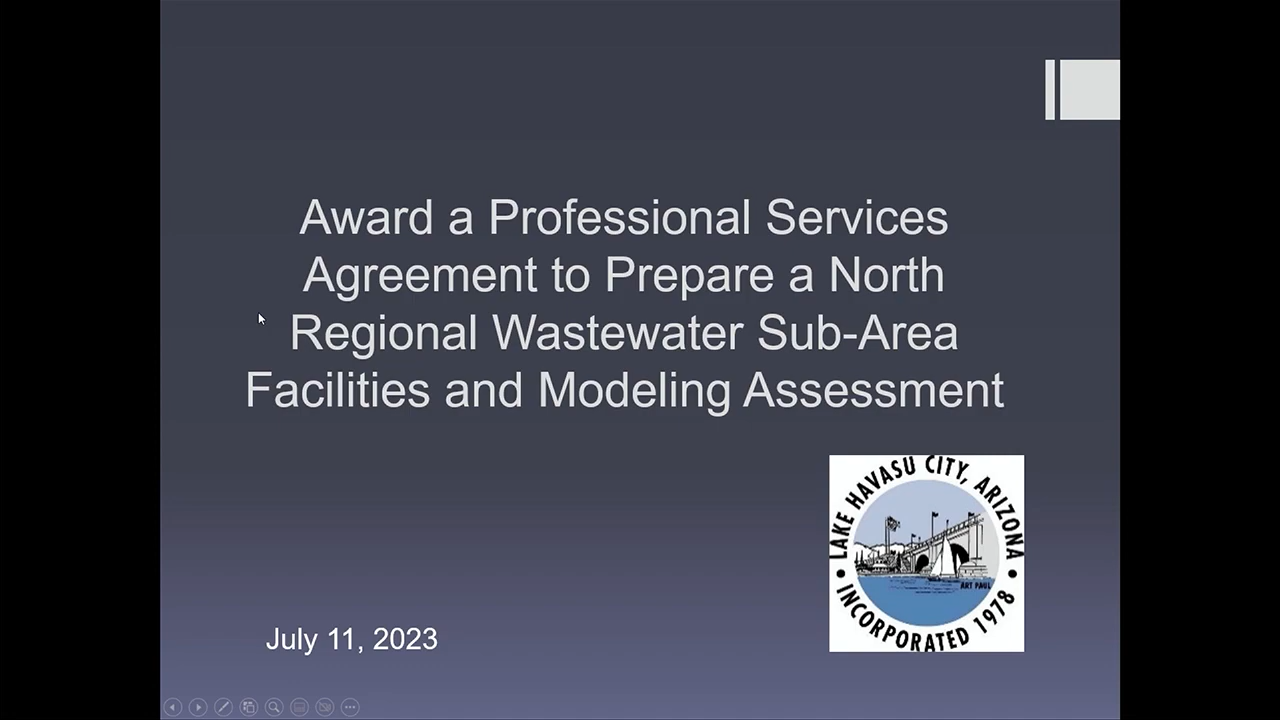 Award a Professional Services
Agreement to Prepare a North
Regional Wastewater Sub-Area
Facilities and Modeling Assessment
LAKE HAVASU CITY, ARIZONA
ART PAUL
• INCORPORATED 1978 •
July 11, 2023